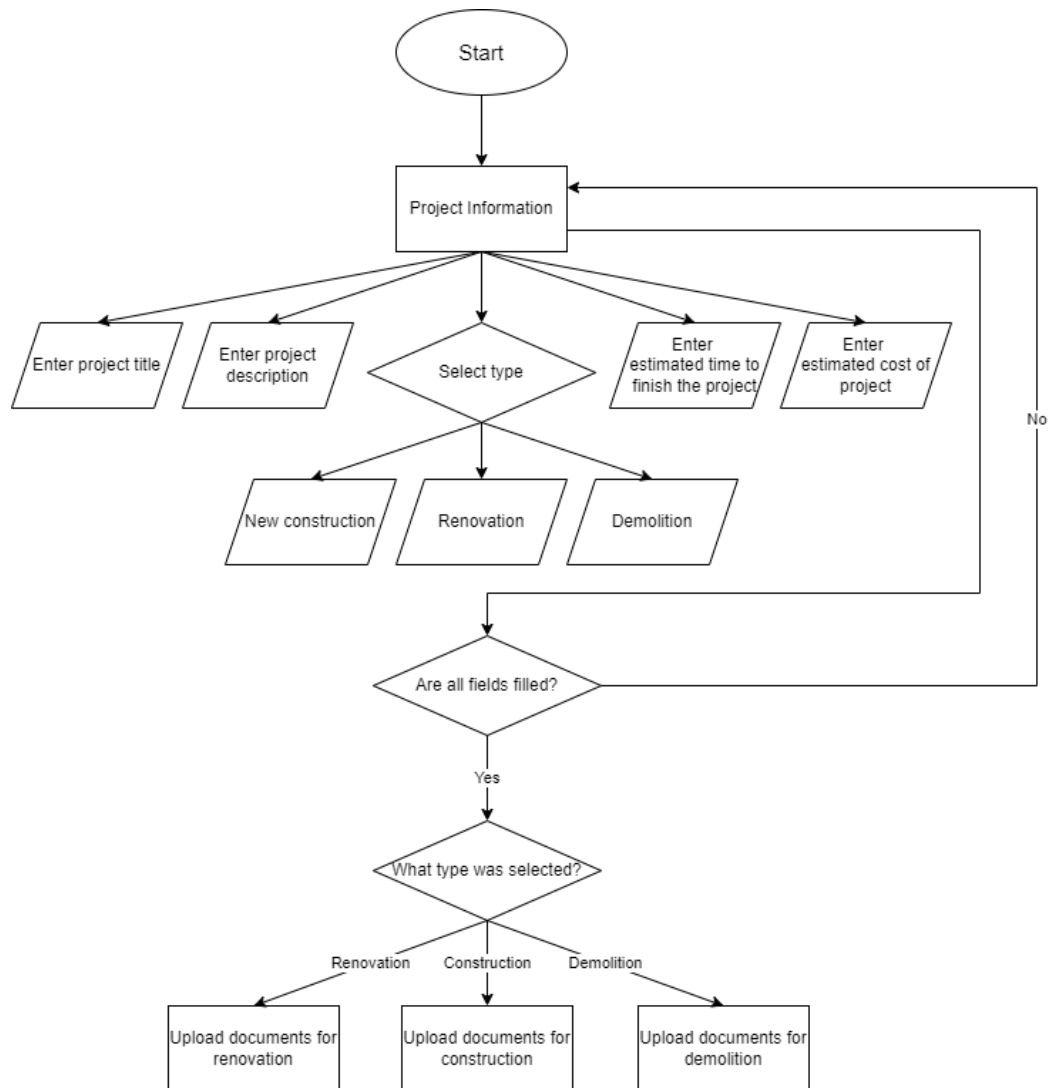 Start
Project Information
Enter project title
Enter project
description
Select type
Enter
estimated time to
finish the project
Enter
estimated cost of
project
No
New construction
Renovation
Demolition
Are all fields filled?
Yes
What type was selected?
Renovation
Construction
Demolition
Upload documents for
renovation
Upload documents for
construction
Upload documents for
demolition